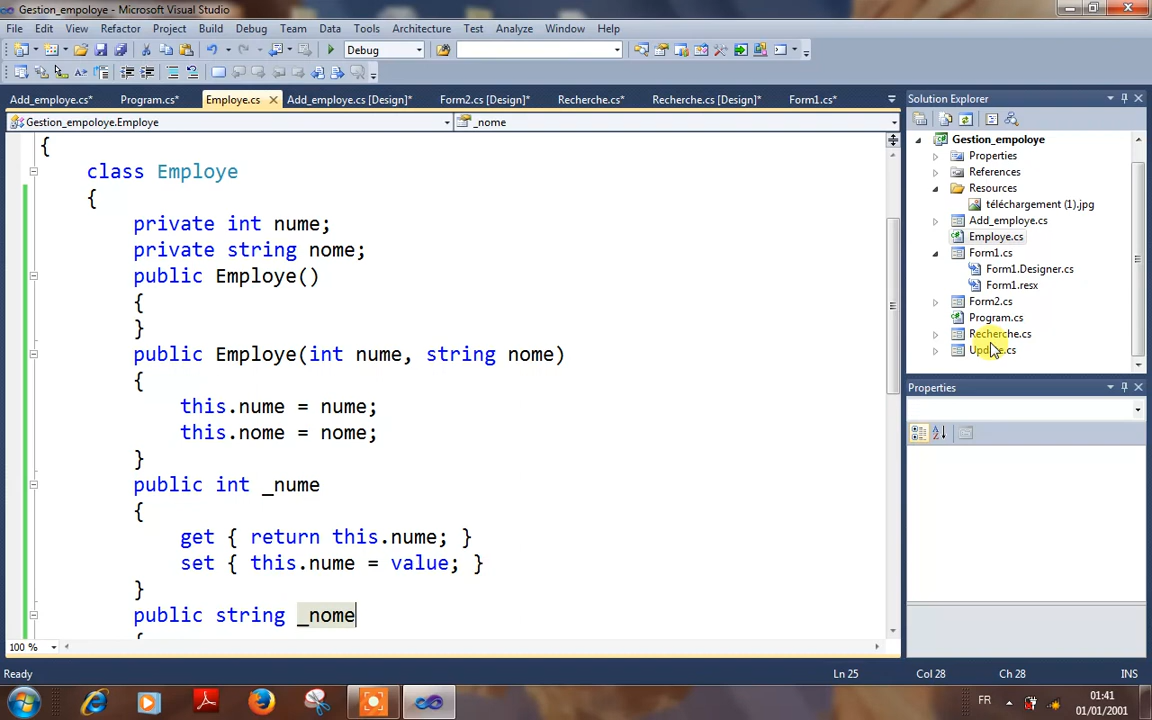 Gestion_empoloye - Microsoft Visual Studio
File Edit View Refactor Project Build Debug Team Data Tools Architecture Test Analyze Window Help
Debug
Add_employe.cs* Program.cs* Employe.cs Add_employe.cs [Design]* Form2.cs [Design]* Recherche.cs* Recherche.cs [Design]* Form1.cs*
Gestion_empoloye.Employe _nome
{
class Employe
{
private int nume;
private string nome;
public Employe()
{
}
public Employe(int nume, string nome)
{
this.nume = nume;
this.nome = nome;
}
public int _nume
{
get { return this.nume; }
set { this.nume = value; }
}
public string _nome
100 %
Solution Explorer
Gestion_empoloye
Properties
References
Resources
téléchargement (1).jpg
Add_employe.cs
Employe.cs
Form1.cs
Form1.Designer.cs
Form1.resx
Form2.cs
Program.cs
Recherche.cs
Update.cs
Properties
Ready Ln 25 Col 28 Ch 28 INS
FR 01:41
01/01/2001